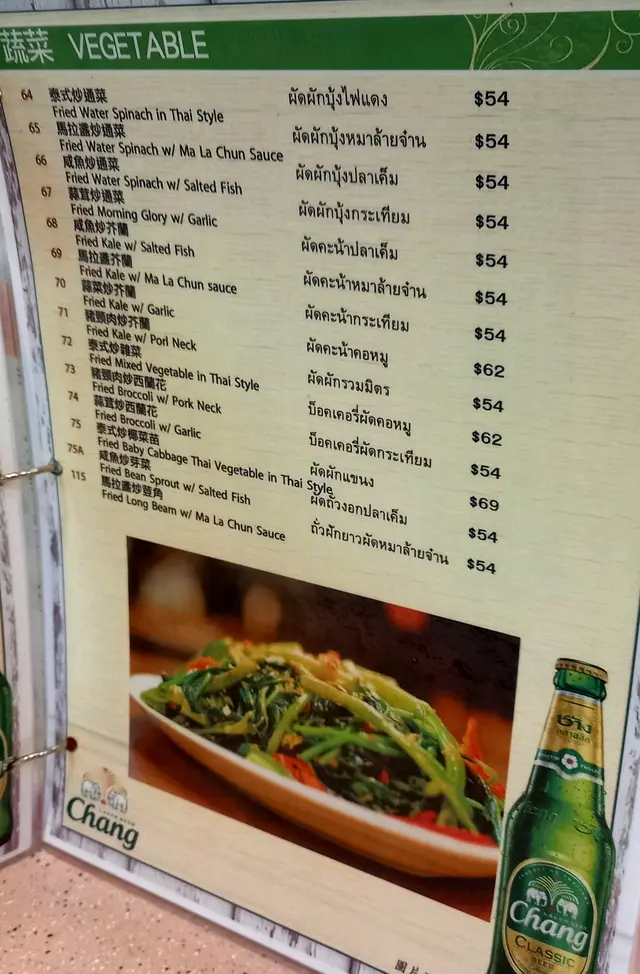 蔬菜 VEGETABLE
64 泰式炒通菜 ผัดผักบุ้งไฟแดง $54
Fried Water Spinach in Thai Style
65 馬拉盞炒通菜 ผัดผักบุ้งหมาล้ายจำน $54
Fried Water Spinach w/ Ma La Chun Sauce
66 咸魚炒通菜 ผัดผักบุ้งปลาเค็ม $54
Fried Water Spinach w/ Salted Fish
67 蒜茸炒通菜 ผัดผักบุ้งกระเทียม $54
Fried Morning Glory w/ Garlic
68 咸魚炒芥蘭 ผัดคะน้าปลาเค็ม $54
Fried Kale w/ Salted Fish
69 馬拉盞芥蘭 ผัดคะน้าหมาล้ายจำน $54
Fried Kale w/ Ma La Chun sauce
70 蒜菜炒芥蘭 ผัดคะน้ากระเทียม $54
Fried Kale w/ Garlic
71 豬頸肉炒芥蘭 ผัดคะน้าคอหมู $62
Fried Kale w/ Porl Neck
72 泰式炒雜菜 ผัดผักรวมมิตร $54
Fried Mixed Vegetable in Thai Style
73 豬頸肉炒西蘭花 บ็อคเคอรี่ผัดคอหมู $62
Fried Broccoli w/ Pork Neck
74 蒜茸炒西蘭花 บ็อคเคอรี่ผัดกระเทียม $54
Fried Broccoli w/ Garlic
75 泰式炒椰菜苗 ผัดผักแขนง $69
Fried Baby Cabbage Thai Vegetable in Thai Style
75A 咸魚炒芽菜 ผัดถั่วงอกปลาเค็ม $54
Fried Bean Sprout w/ Salted Fish
115 馬拉盞炒荳角 ถั่วฝักยาวผัดหมาล้ายจำน $54
Fried Long Beam w/ Ma La Chun Sauce
Chang
ช้าง
คลาสสิก
Chang
CLASSIC
BEER
圖片